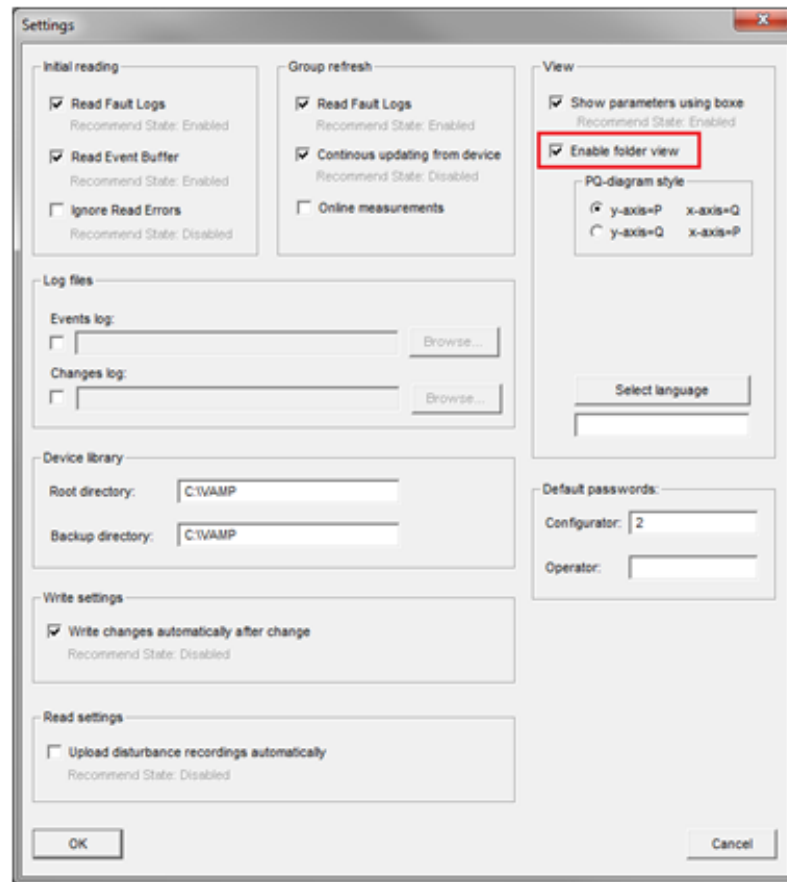 Settings
Initial reading
Read Fault Logs
Recommend State: Enabled
Read Event Buffer
Recommend State: Enabled
Ignore Read Errors
Recommend State: Disabled
Group refresh
Read Fault Logs
Recommend State: Enabled
Continous updating from device
Recommend State: Disabled
Online measurements
View
Show parameters using boxe
Recommend State: Enabled
Enable folder view
PQ-diagram style
y-axis=P x-axis=Q
y-axis=Q x-axis=P
Select language
Log files
Events log:
Browse...
Changes log:
Browse...
Device library
Root directory: C:\VAMP
Backup directory: C:\VAMP
Default passwords:
Configurator: 2
Operator:
Write settings
Write changes automatically after change
Recommend State: Disabled
Read settings
Upload disturbance recordings automatically
Recommend State: Disabled
OK
Cancel